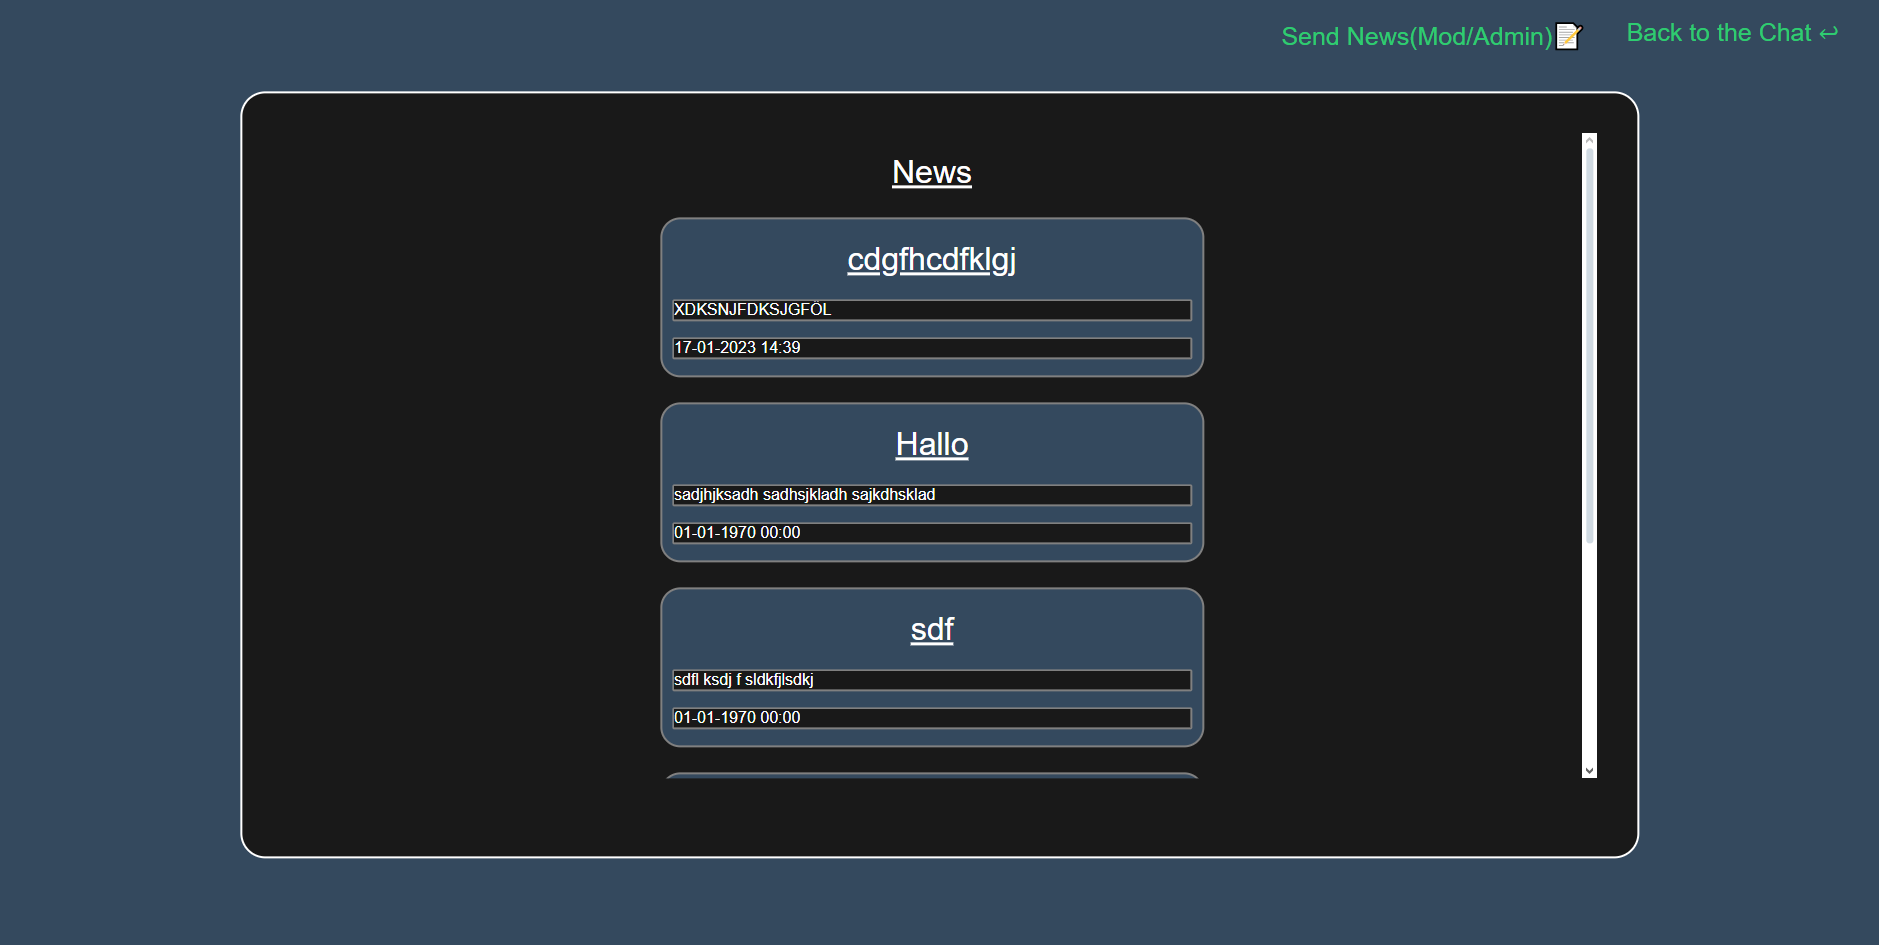 Send News(Mod/Admin)📝
Back to the Chat ↩
News
cdgfhcdfklgj
XDKSNJFDKSJGFÖL
17-01-2023 14:39
Hallo
sadjhjksadh sadhsjkladh sajkdhsklad
01-01-1970 00:00
sdf
sdfl ksdj f sldkfjlsdkj
01-01-1970 00:00